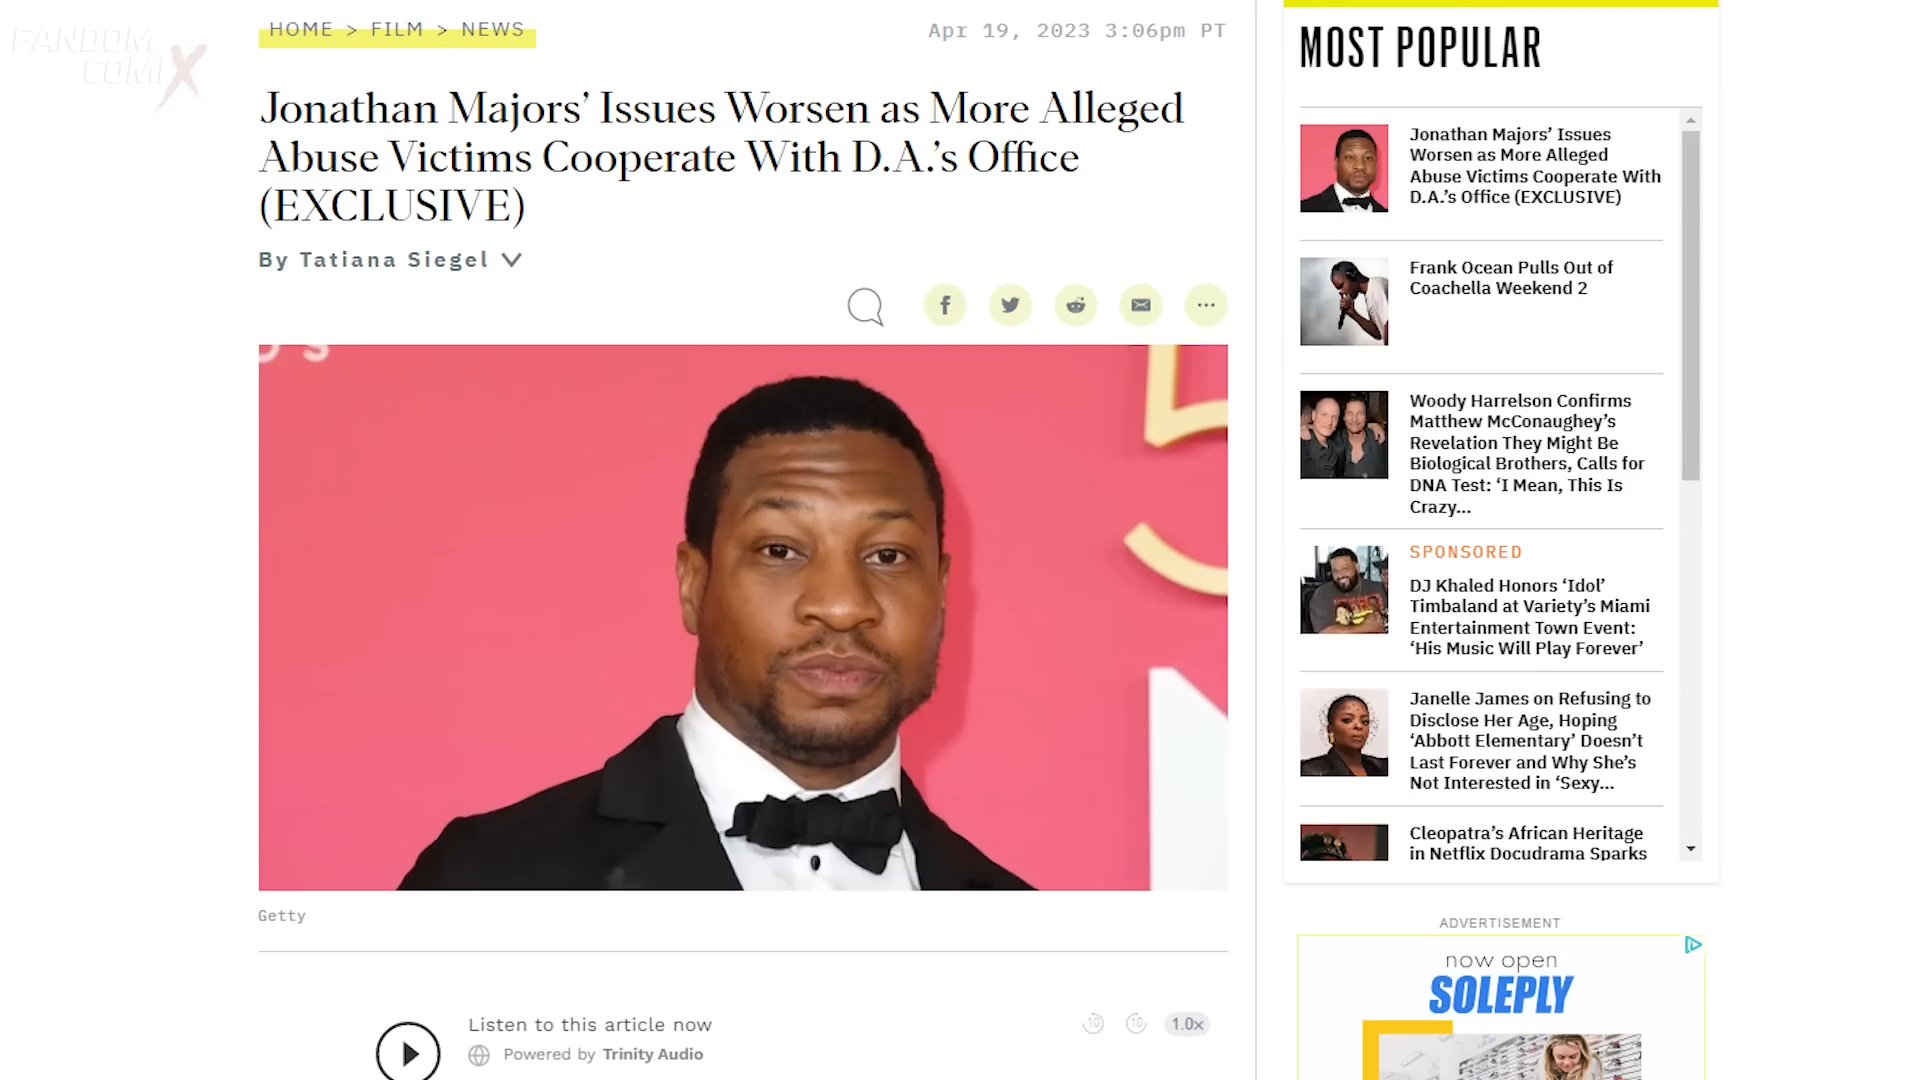 FANDOM
COMIX
HOME > FILM > NEWS
Apr 19, 2023 3:06pm PT
Jonathan Majors’ Issues Worsen as More Alleged
Abuse Victims Cooperate With D.A.’s Office
(EXCLUSIVE)
By Tatiana Siegel
Getty
Listen to this article now
Powered by Trinity Audio
10
10
1.0x
MOST POPULAR
Jonathan Majors’ Issues
Worsen as More Alleged
Abuse Victims Cooperate With
D.A.’s Office (EXCLUSIVE)
Frank Ocean Pulls Out of
Coachella Weekend 2
Woody Harrelson Confirms
Matthew McConaughey’s
Revelation They Might Be
Biological Brothers, Calls for
DNA Test: ‘I Mean, This Is
Crazy...
SPONSORED
DJ Khaled Honors ‘Idol’
Timbaland at Variety’s Miami
Entertainment Town Event:
‘His Music Will Play Forever’
Janelle James on Refusing to
Disclose Her Age, Hoping
‘Abbott Elementary’ Doesn’t
Last Forever and Why She’s
Not Interested in ‘Sexy...
Cleopatra’s African Heritage
in Netflix Docudrama Sparks
ADVERTISEMENT
now open
SOLEPLY